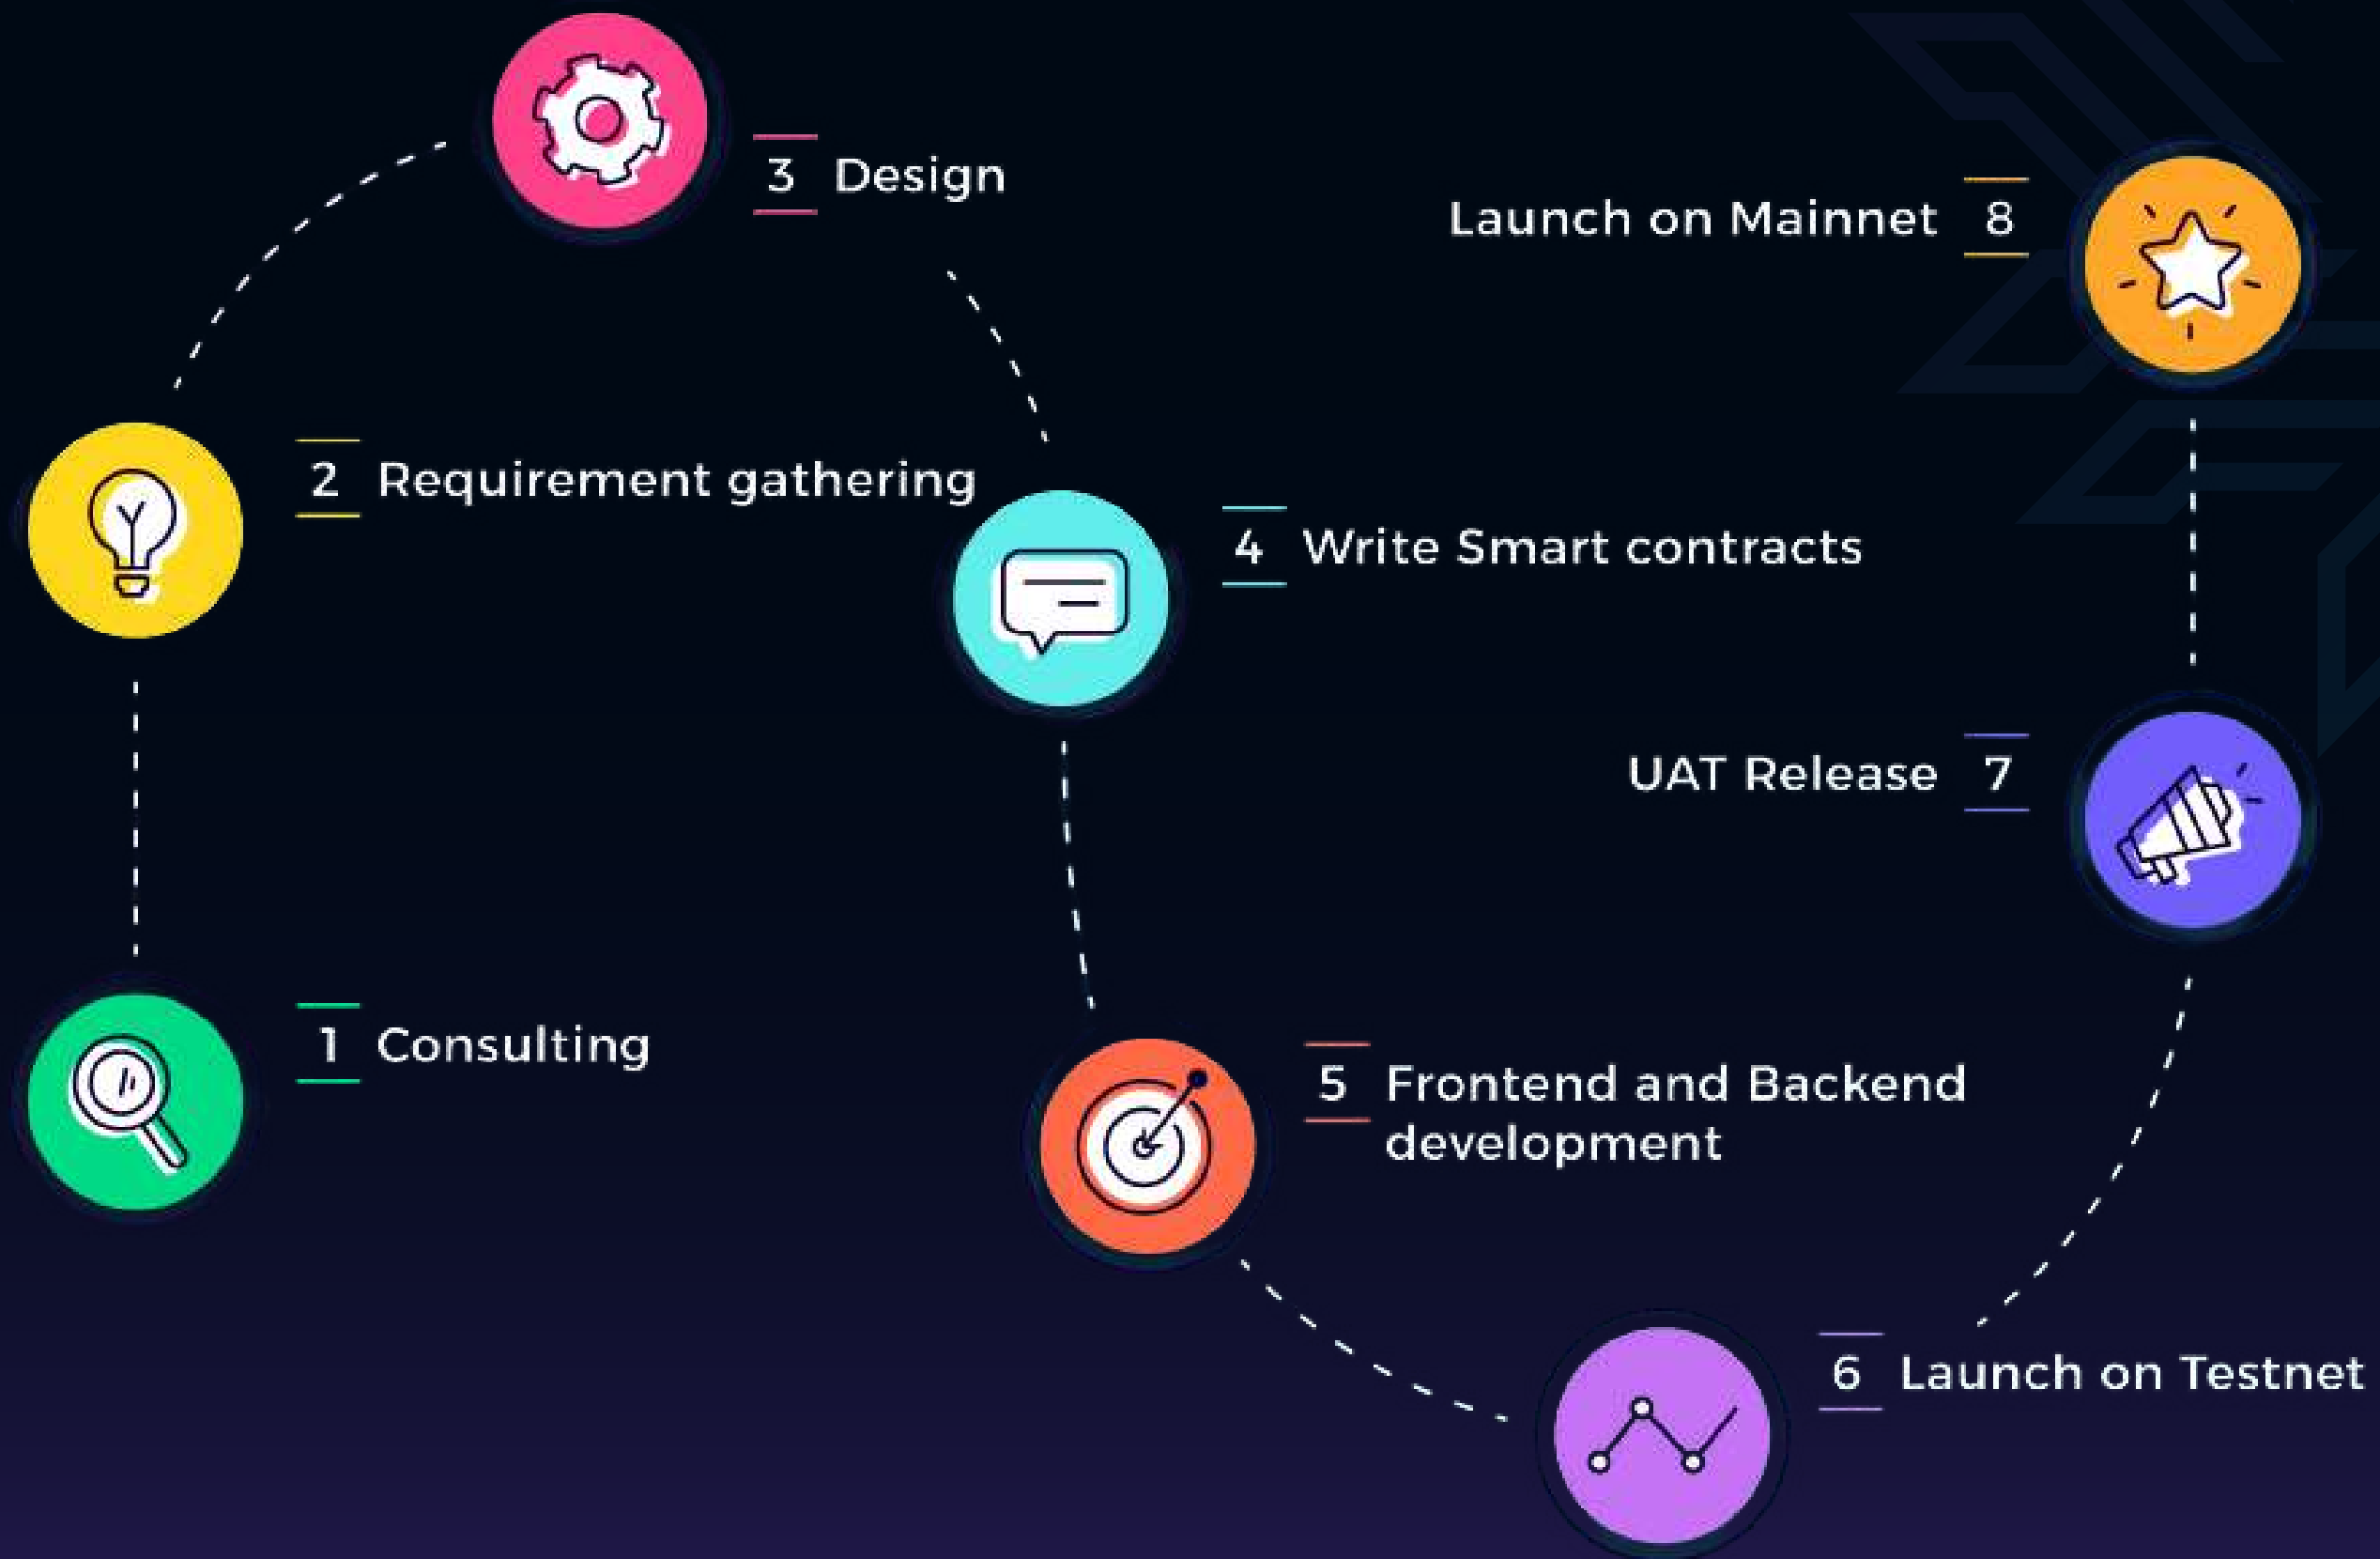 1 Consulting
2 Requirement gathering
3 Design
4 Write Smart contracts
5 Frontend and Backend
development
6 Launch on Testnet
UAT Release 7
Launch on Mainnet 8